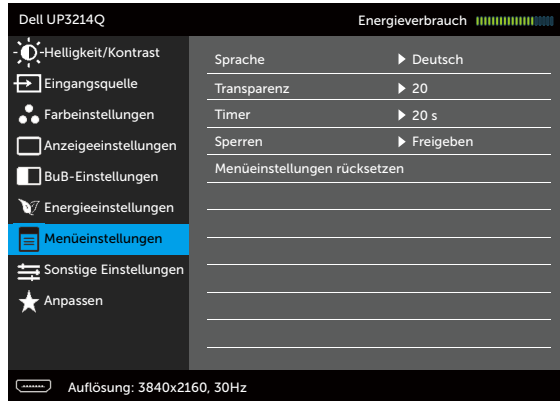 Dell UP3214Q
Energieverbrauch
Helligkeit/Kontrast
Eingangsquelle
Farbeinstellungen
Anzeigeeinstellungen
BuB-Einstellungen
Energieeinstellungen
Menüeinstellungen
Sonstige Einstellungen
Anpassen
Sprache Deutsch
Transparenz 20
Timer 20 s
Sperren Freigeben
Menüeinstellungen rücksetzen
Auflösung: 3840x2160, 30Hz